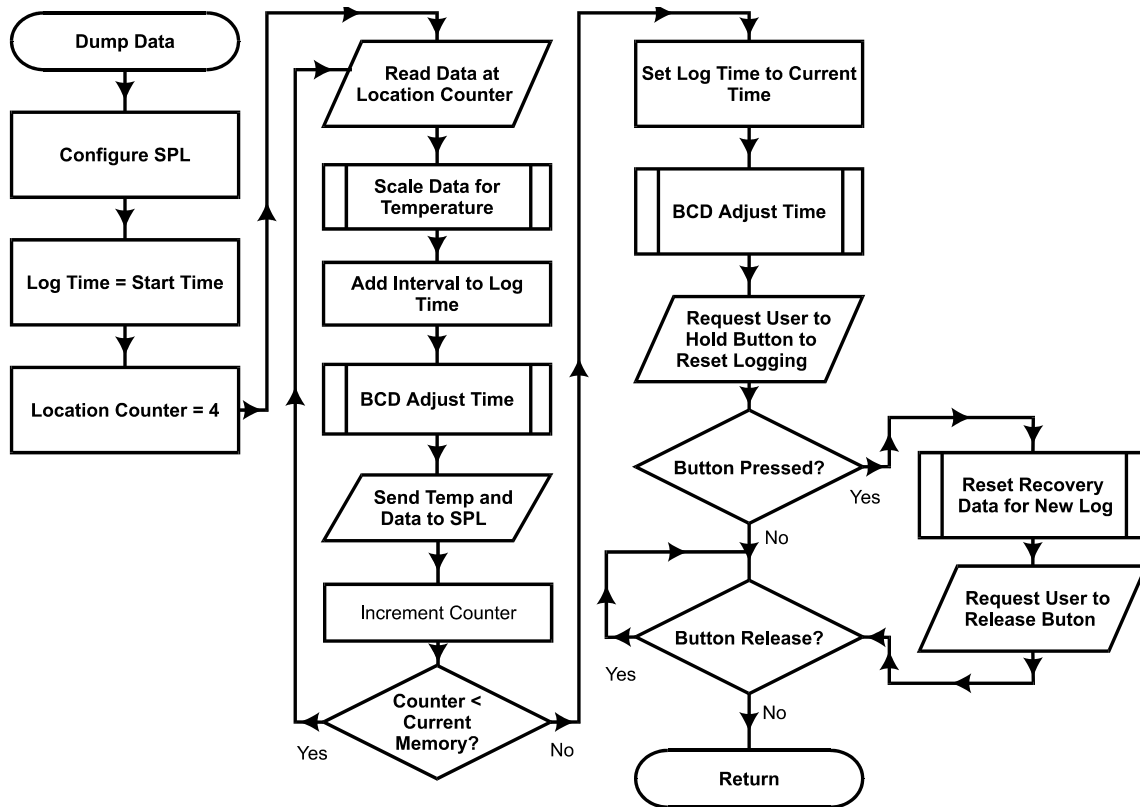 Dump Data
Configure SPL
Log Time = Start Time
Location Counter = 4
Read Data at
Location Counter
Scale Data for
Temperature
Add Interval to Log
Time
BCD Adjust Time
Send Temp and
Data to SPL
Increment Counter
Counter <
Current
Memory?
Yes
No
Set Log Time to Current
Time
BCD Adjust Time
Request User to
Hold Button to
Reset Logging
Button Pressed?
Yes
No
Reset Recovery
Data for New Log
Request User to
Release Buton
Button Release?
Yes
No
Return